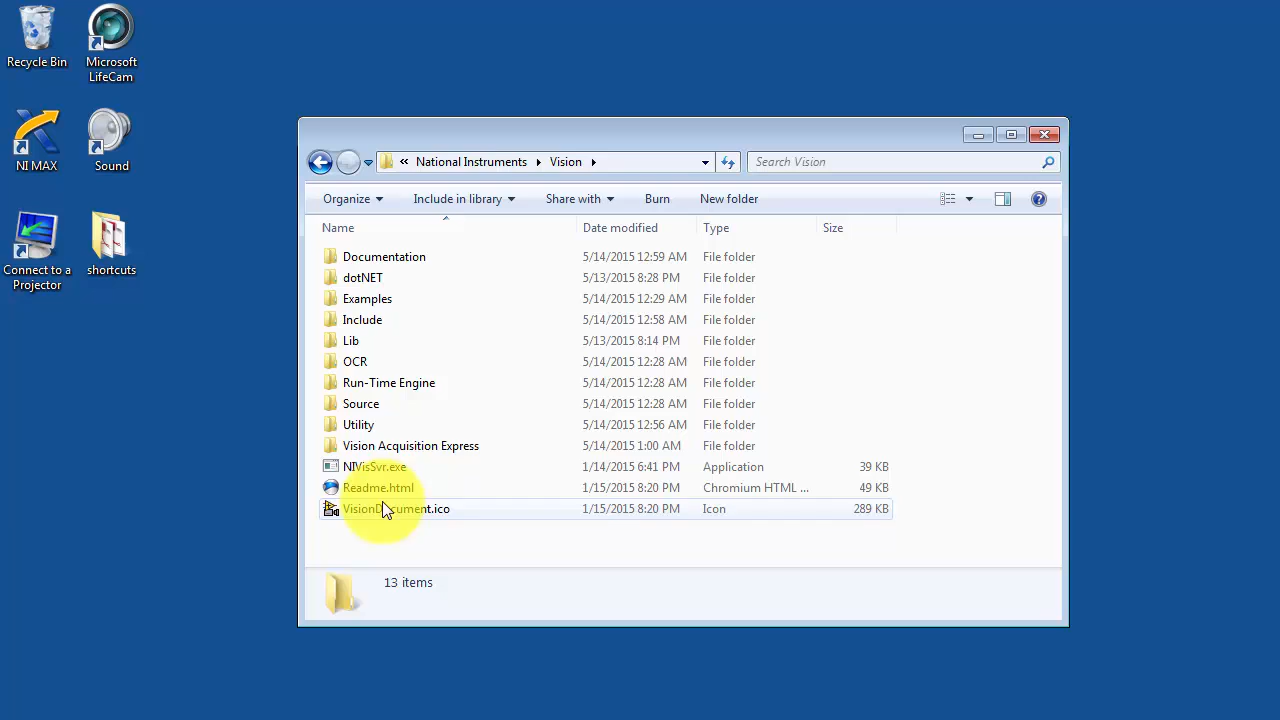 Recycle Bin
Microsoft
LifeCam
NI MAX
Sound
Connect to a
Projector
shortcuts
National Instruments
Vision
Search Vision
Organize
Include in library
Share with
Burn
New folder
Name Date modified Type Size
Documentation 5/14/2015 12:59 AM File folder
dotNET 5/13/2015 8:28 PM File folder
Examples 5/14/2015 12:29 AM File folder
Include 5/14/2015 12:58 AM File folder
Lib 5/13/2015 8:14 PM File folder
OCR 5/14/2015 12:28 AM File folder
Run-Time Engine 5/14/2015 12:28 AM File folder
Source 5/14/2015 12:28 AM File folder
Utility 5/14/2015 12:56 AM File folder
Vision Acquisition Express 5/14/2015 1:00 AM File folder
NIVisSvr.exe 1/14/2015 6:41 PM Application 39 KB
Readme.html 1/15/2015 8:20 PM Chromium HTML ... 49 KB
VisionDocument.ico 1/15/2015 8:20 PM Icon 289 KB
13 items